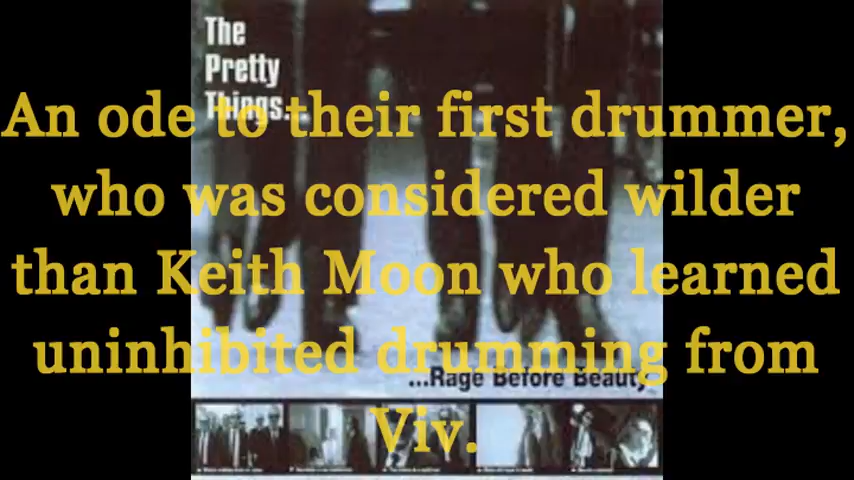 The
Pretty
Things...
An ode to their first drummer,
who was considered wilder
than Keith Moon who learned
uninhibited drumming from
Viv.
...Rage Before Beauty